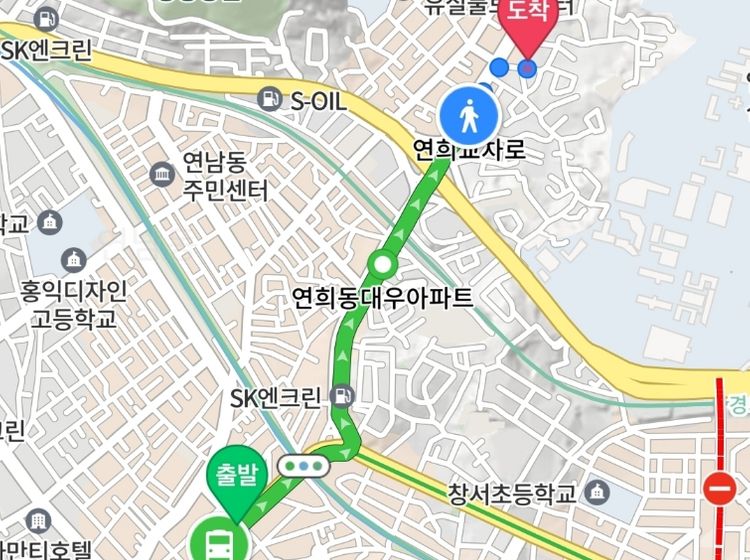 도착
SK엔크린
S-OIL
연희교차로
연남동
주민센터
학교
홍익디자인
고등학교
연희동대우아파트
SK엔크린
출발
창서초등학교